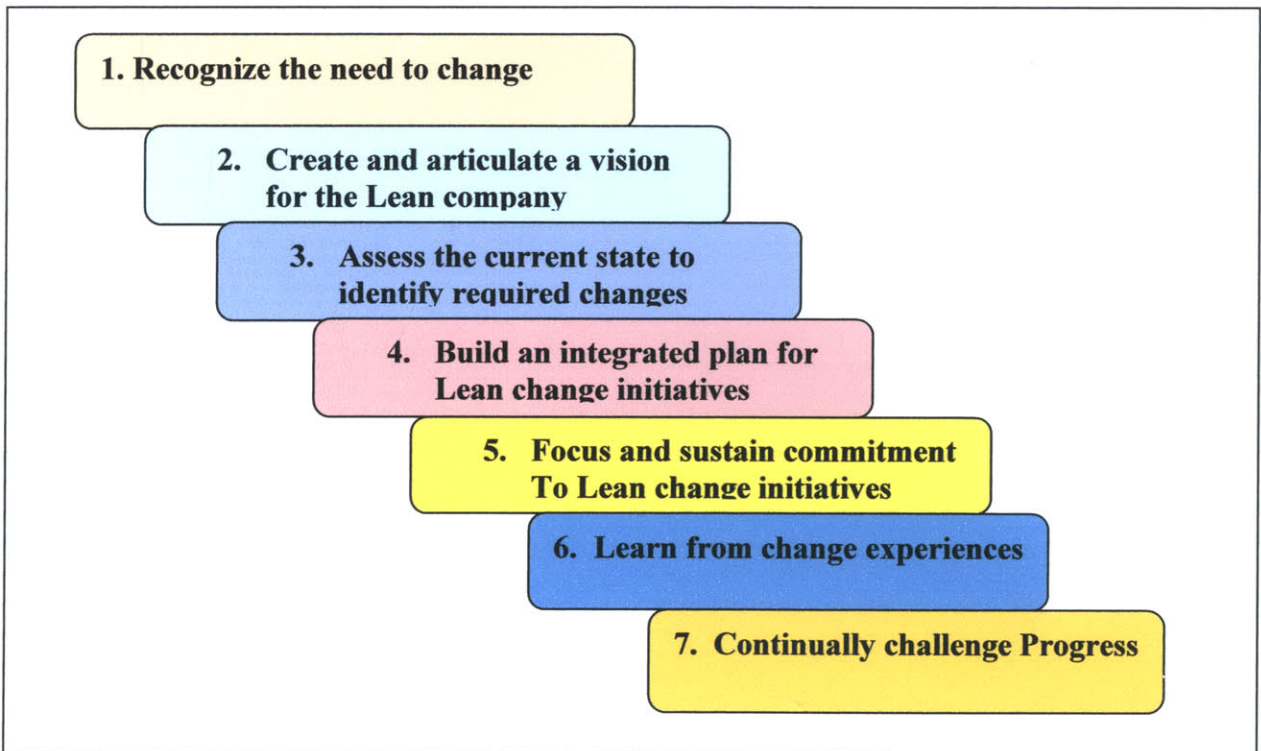 1. Recognize the need to change
2. Create and articulate a vision
for the Lean company
3. Assess the current state to
identify required changes
4. Build an integrated plan for
Lean change initiatives
5. Focus and sustain commitment
To Lean change initiatives
6. Learn from change experiences
7. Continually challenge Progress